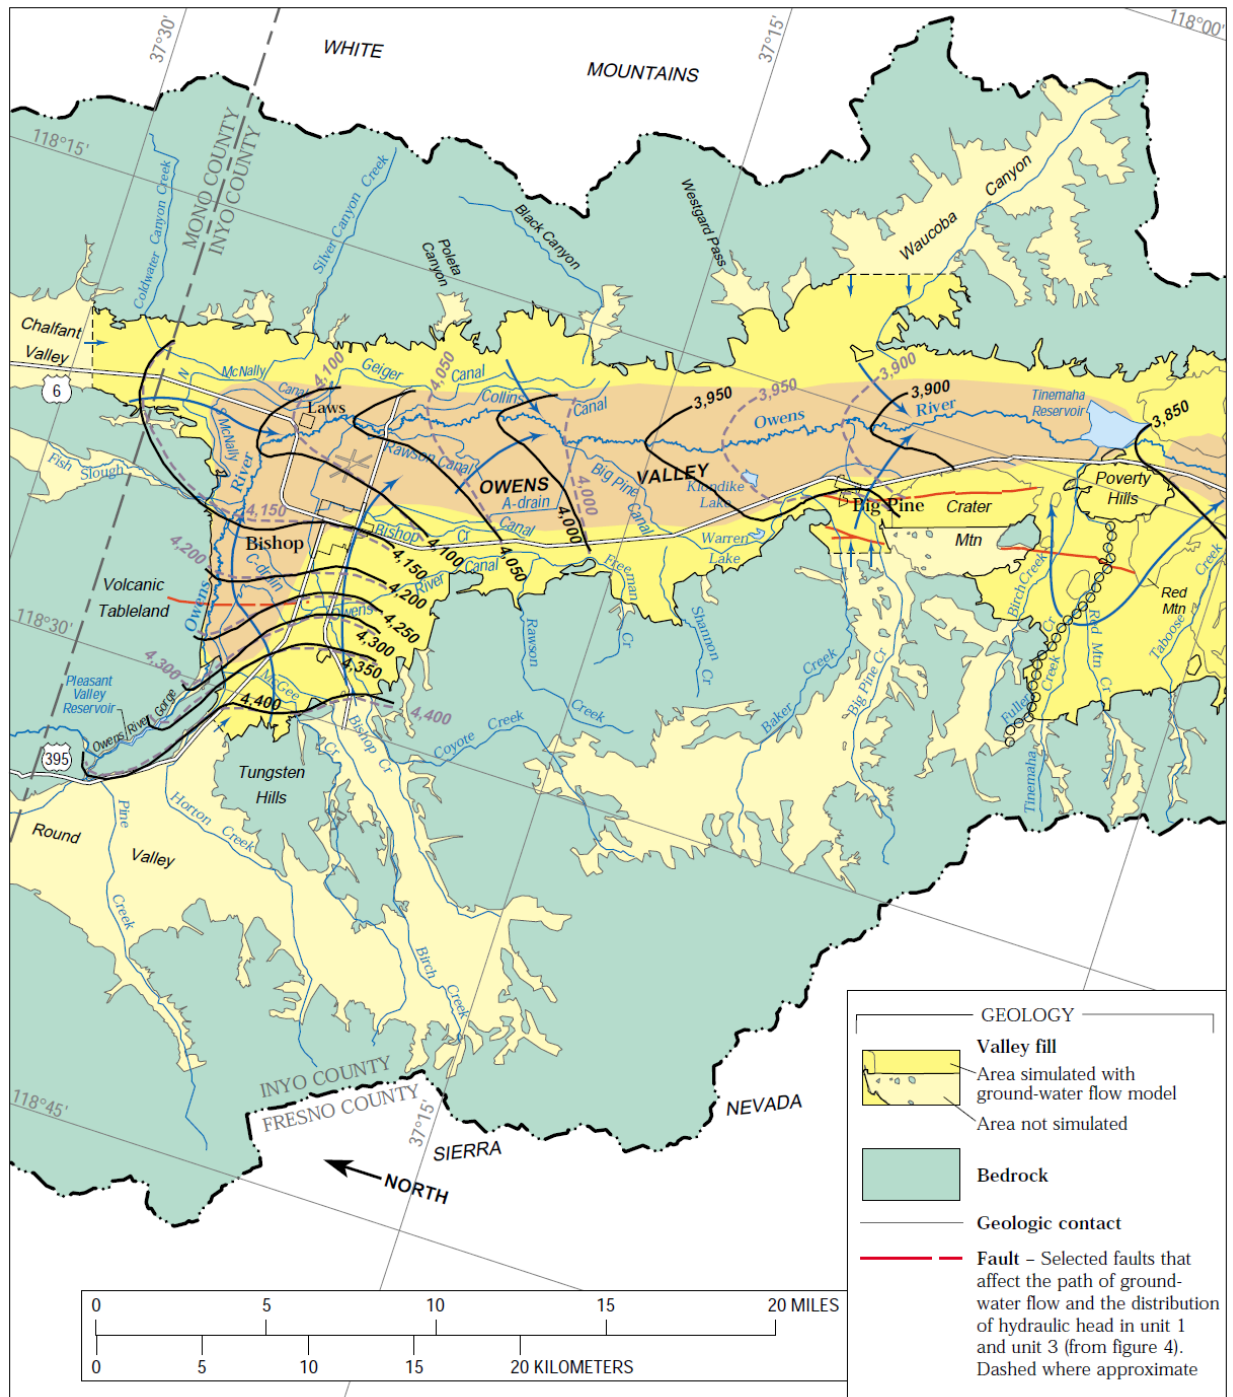 118°00'
37°30'
37°15'
WHITE
MOUNTAINS
118°15'
MONO COUNTY
INYO COUNTY
Coldwater Canyon Creek
Silver Canyon Creek
Poleta
Canyon
Black Canyon
Westgard Pass
Waucoba
Canyon
Chalfant
Valley
6
N
McNally
Canal
Geiger
Canal
4,100
4,050
Collins
Canal
Laws
McNally
3,950
3,950
3,900
3,900
Owens
River
Tinemaha
Reservoir
3,850
Fish
Slough
River
Rawson Canal
Big Pine
Canal
4,000
OWENS
VALLEY
A-drain
Klondike
Lake
Poverty
Hills
Big Pine
Crater
Mtn
4,150
Bishop
Bishop
Cr
Canal
4,000
Warren
Lake
4,200
C-drain
4,150
4,100
4,050
Volcanic
Tableland
Owens
Owens
River
Canal
4,200
4,250
4,300
4,350
118°30'
4,300
4,400
4,400
Pleasant
Valley
Reservoir
Owens River Gorge
McGee
Cr
Bishop Cr
Freeman
Cr
Rawson
Creek
Shannon
Cr
Baker
Creek
Big Pine Cr
Birch Creek
Fuller
Creek
Cr
Red Mtn
Cr
Red
Mtn
Taboose
Creek
Tinemaha
395
Tungsten
Hills
Coyote
Creek
Round
Valley
Pine
Creek
Horton
Creek
Birch
Creek
118°45'
INYO COUNTY
FRESNO COUNTY
37°15'
NORTH
SIERRA
NEVADA
0 5 10 15 20 MILES
0 5 10 15 20 KILOMETERS
GEOLOGY
Valley fill
Area simulated with
ground-water flow model
Area not simulated
Bedrock
Geologic contact
Fault – Selected faults that
affect the path of ground-
water flow and the distribution
of hydraulic head in unit 1
and unit 3 (from figure 4).
Dashed where approximate